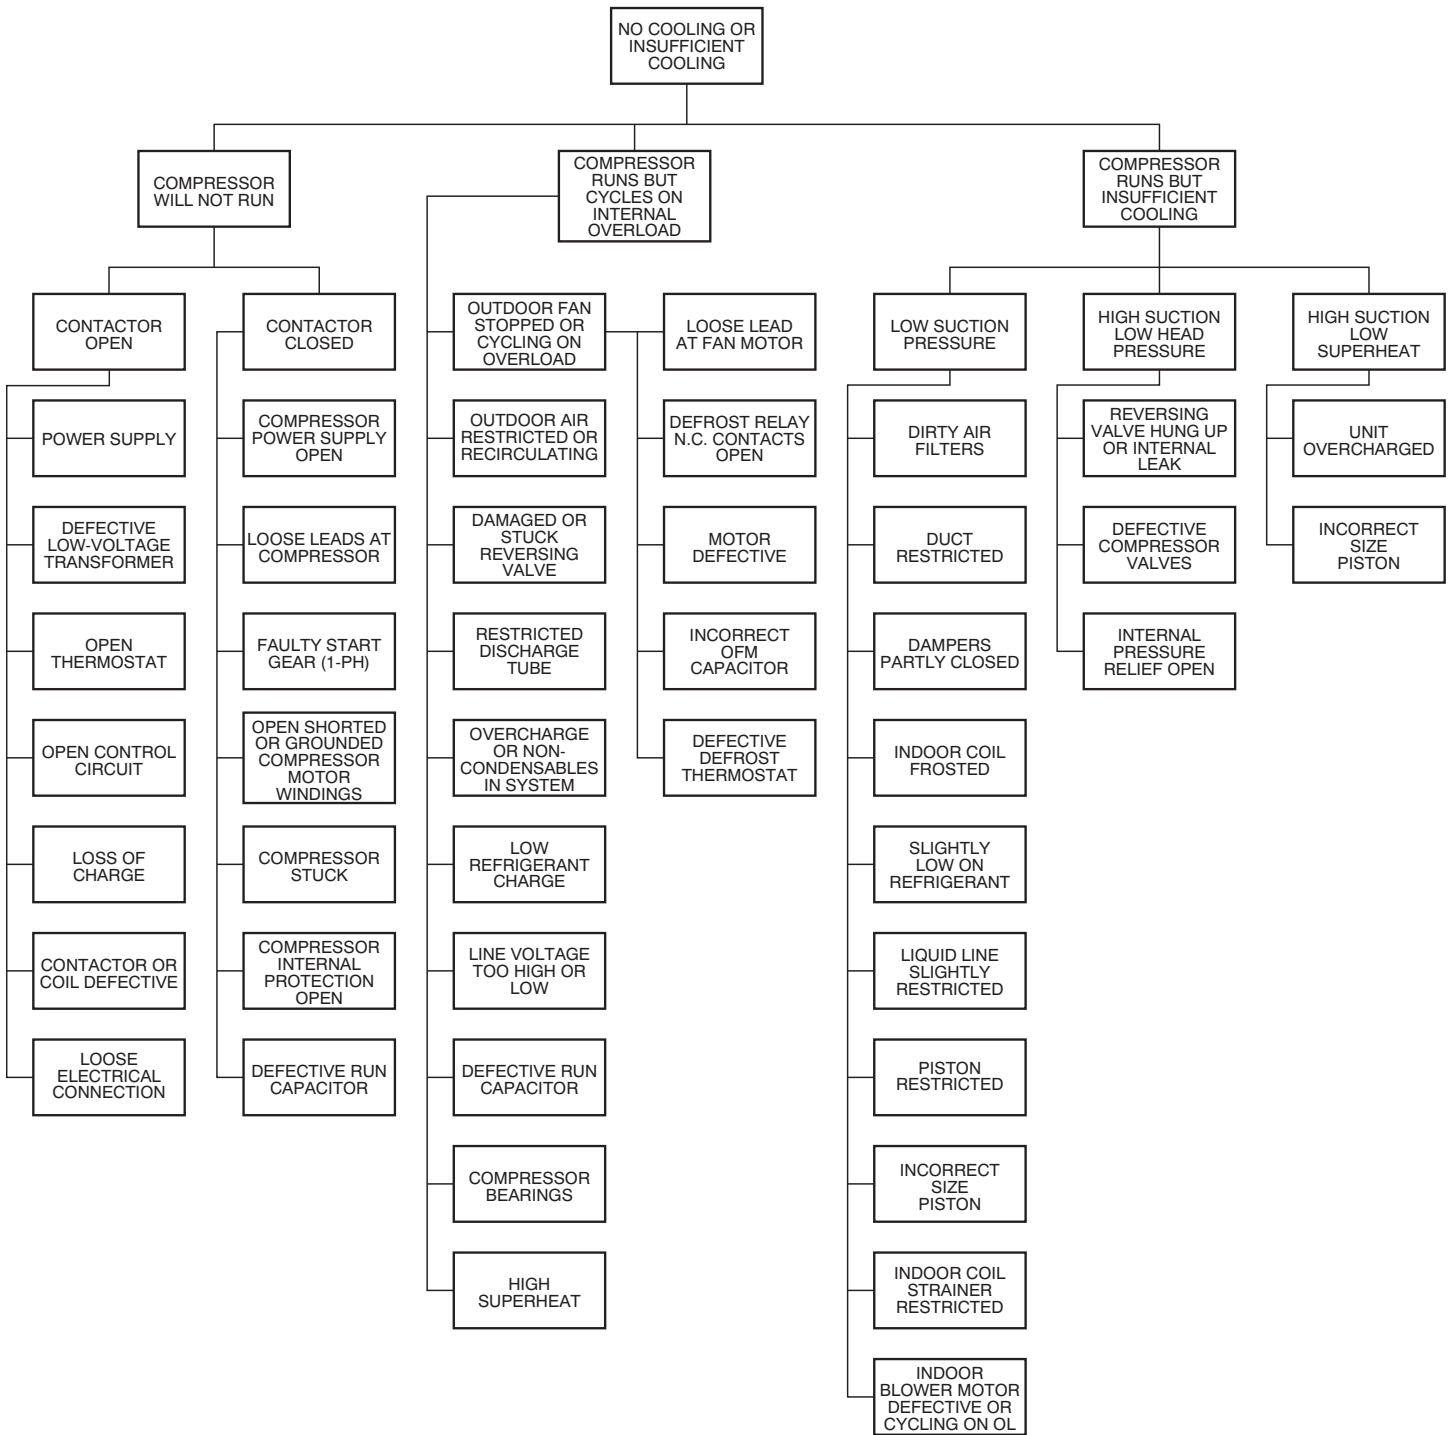 NO COOLING OR
INSUFFICIENT
COOLING
COMPRESSOR
WILL NOT RUN
COMPRESSOR
RUNS BUT
CYCLES ON
INTERNAL
OVERLOAD
COMPRESSOR
RUNS BUT
INSUFFICIENT
COOLING
CONTACTOR
OPEN
POWER SUPPLY
DEFECTIVE
LOW-VOLTAGE
TRANSFORMER
OPEN
THERMOSTAT
OPEN CONTROL
CIRCUIT
LOSS OF
CHARGE
CONTACTOR OR
COIL DEFECTIVE
LOOSE
ELECTRICAL
CONNECTION
CONTACTOR
CLOSED
COMPRESSOR
POWER SUPPLY
OPEN
LOOSE LEADS AT
COMPRESSOR
FAULTY START
GEAR (1-PH)
OPEN SHORTED
OR GROUNDED
COMPRESSOR
MOTOR
WINDINGS
COMPRESSOR
STUCK
COMPRESSOR
INTERNAL
PROTECTION
OPEN
DEFECTIVE RUN
CAPACITOR
OUTDOOR FAN
STOPPED OR
CYCLING ON
OVERLOAD
OUTDOOR AIR
RESTRICTED OR
RECIRCULATING
DAMAGED OR
STUCK
REVERSING
VALVE
RESTRICTED
DISCHARGE
TUBE
OVERCHARGE
OR NON-
CONDENSABLES
IN SYSTEM
LOW
REFRIGERANT
CHARGE
LINE VOLTAGE
TOO HIGH OR
LOW
DEFECTIVE RUN
CAPACITOR
COMPRESSOR
BEARINGS
HIGH
SUPERHEAT
LOOSE LEAD
AT FAN MOTOR
DEFROST RELAY
N.C. CONTACTS
OPEN
MOTOR
DEFECTIVE
INCORRECT
OFM
CAPACITOR
DEFECTIVE
DEFROST
THERMOSTAT
LOW SUCTION
PRESSURE
DIRTY AIR
FILTERS
DUCT
RESTRICTED
DAMPERS
PARTLY CLOSED
INDOOR COIL
FROSTED
SLIGHTLY
LOW ON
REFRIGERANT
LIQUID LINE
SLIGHTLY
RESTRICTED
PISTON
RESTRICTED
INCORRECT
SIZE
PISTON
INDOOR COIL
STRAINER
RESTRICTED
INDOOR
BLOWER MOTOR
DEFECTIVE OR
CYCLING ON OL
HIGH SUCTION
LOW HEAD
PRESSURE
REVERSING
VALVE HUNG UP
OR INTERNAL
LEAK
DEFECTIVE
COMPRESSOR
VALVES
INTERNAL
PRESSURE
RELIEF OPEN
HIGH SUCTION
LOW
SUPERHEAT
UNIT
OVERCHARGED
INCORRECT
SIZE
PISTON